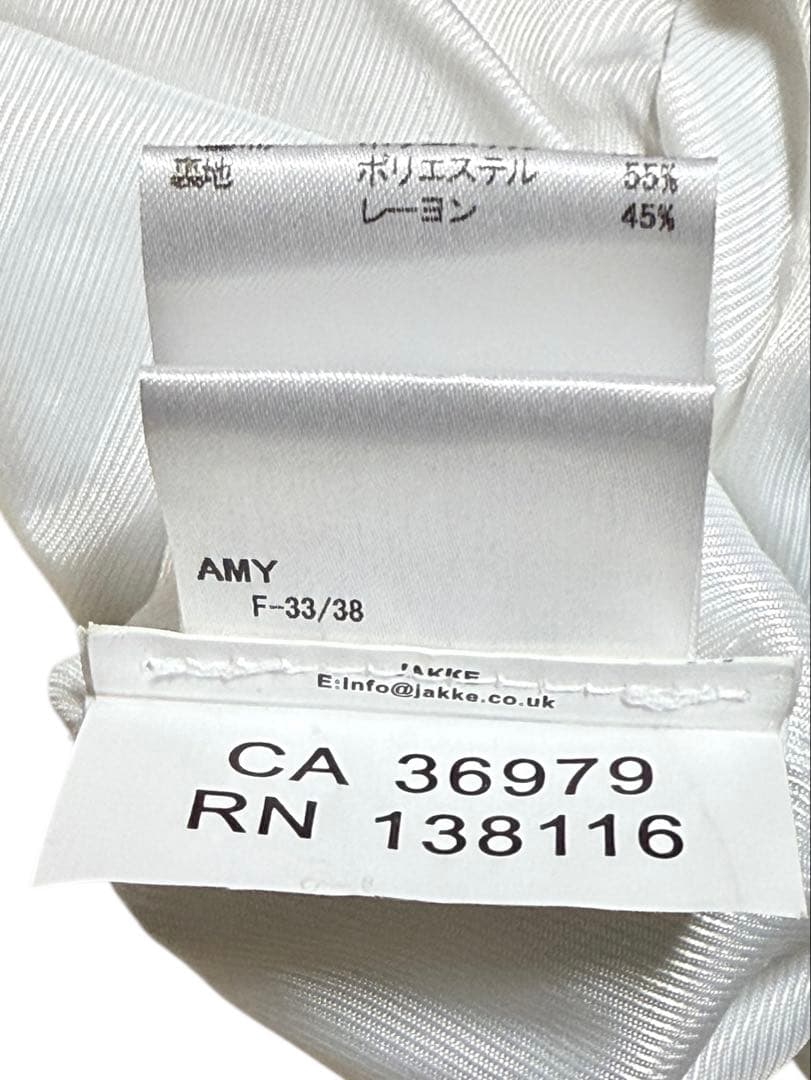 裏地 ポリエステル 55%
レーヨン 45%
AMY
F-33/38
JAKKE
E:Info@jakke.co.uk
CA 36979
RN 138116